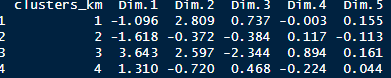 clusters_km Dim.1 Dim.2 Dim.3 Dim.4 Dim.5
1 1 -1.096 2.809 0.737 -0.003 0.155
2 2 -1.618 -0.372 -0.384 0.117 -0.113
3 3 3.643 2.597 -2.344 0.894 0.161
4 4 1.310 -0.720 0.468 -0.224 0.044